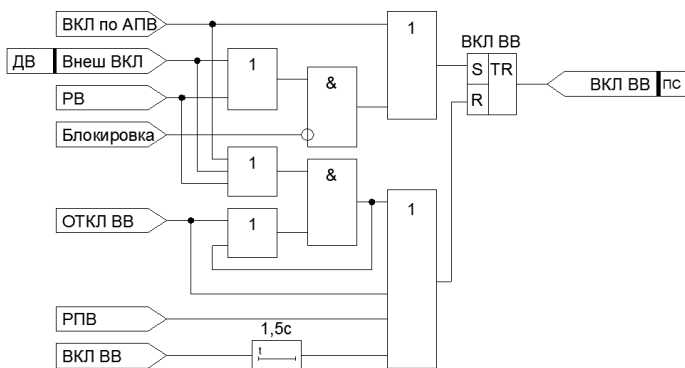 ВКЛ по АПВ
1
ВКЛ ВВ
ДВ Внеш ВКЛ
1
S TR
&
ВКЛ ВВ ПС
РВ
R
Блокировка
1
&
1
ОТКЛ ВВ
1
РПВ
1,5с
ВКЛ ВВ
t